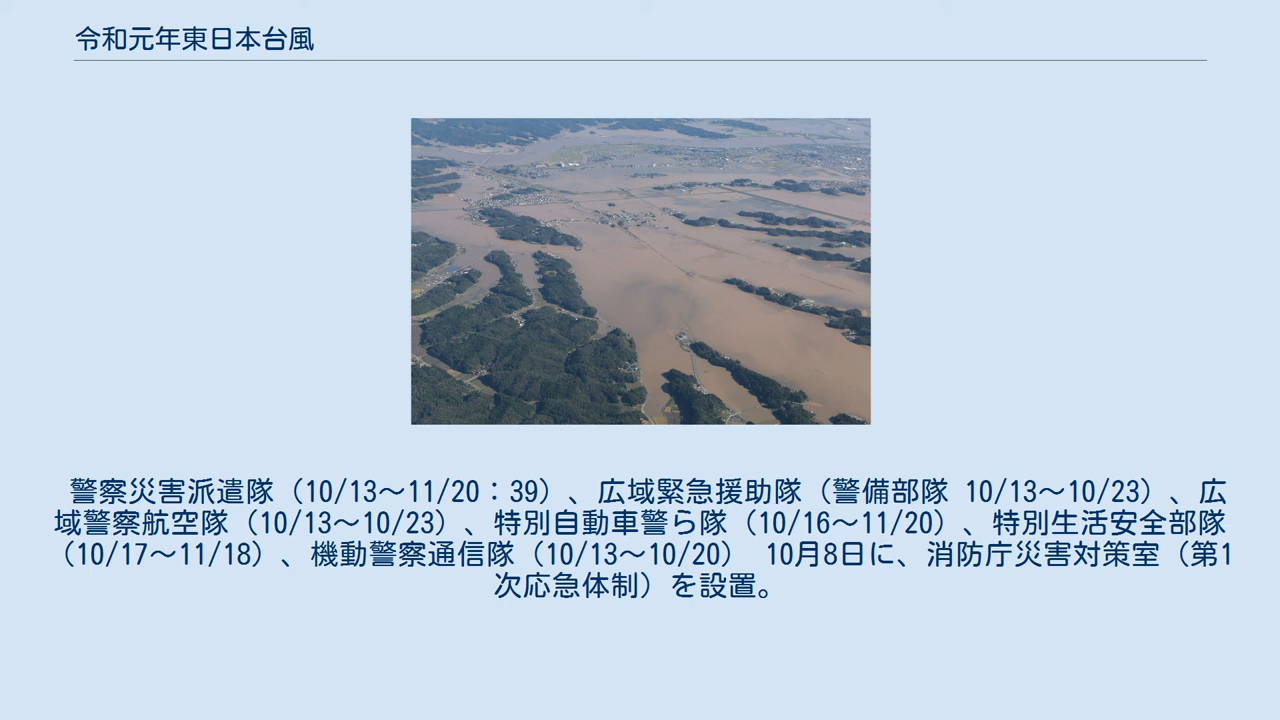 令和元年東日本台風
警察災害派遣隊（10/13～11/20：39）、広域緊急援助隊（警備部隊 10/13～10/23）、広
域警察航空隊（10/13～10/23）、特別自動車警ら隊（10/16～11/20）、特別生活安全部隊
（10/17～11/18）、機動警察通信隊（10/13～10/20）　10月8日に、消防庁災害対策室（第1
次応急体制）を設置。